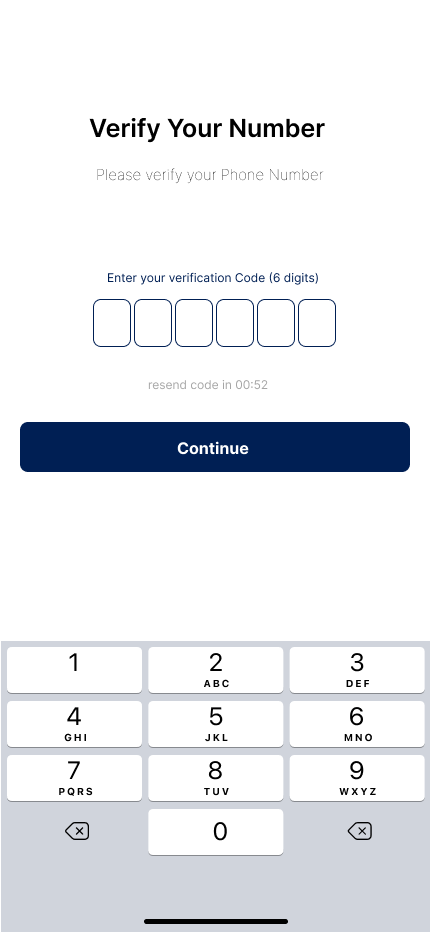 Verify Your Number
Please verify your Phone Number
Enter your verification Code (6 digits)
resend code in 00:52
Continue
1 2 3
ABC DEF
4 5 6
GHI JKL MNO
7 8 9
PQRS TUV WXYZ
0